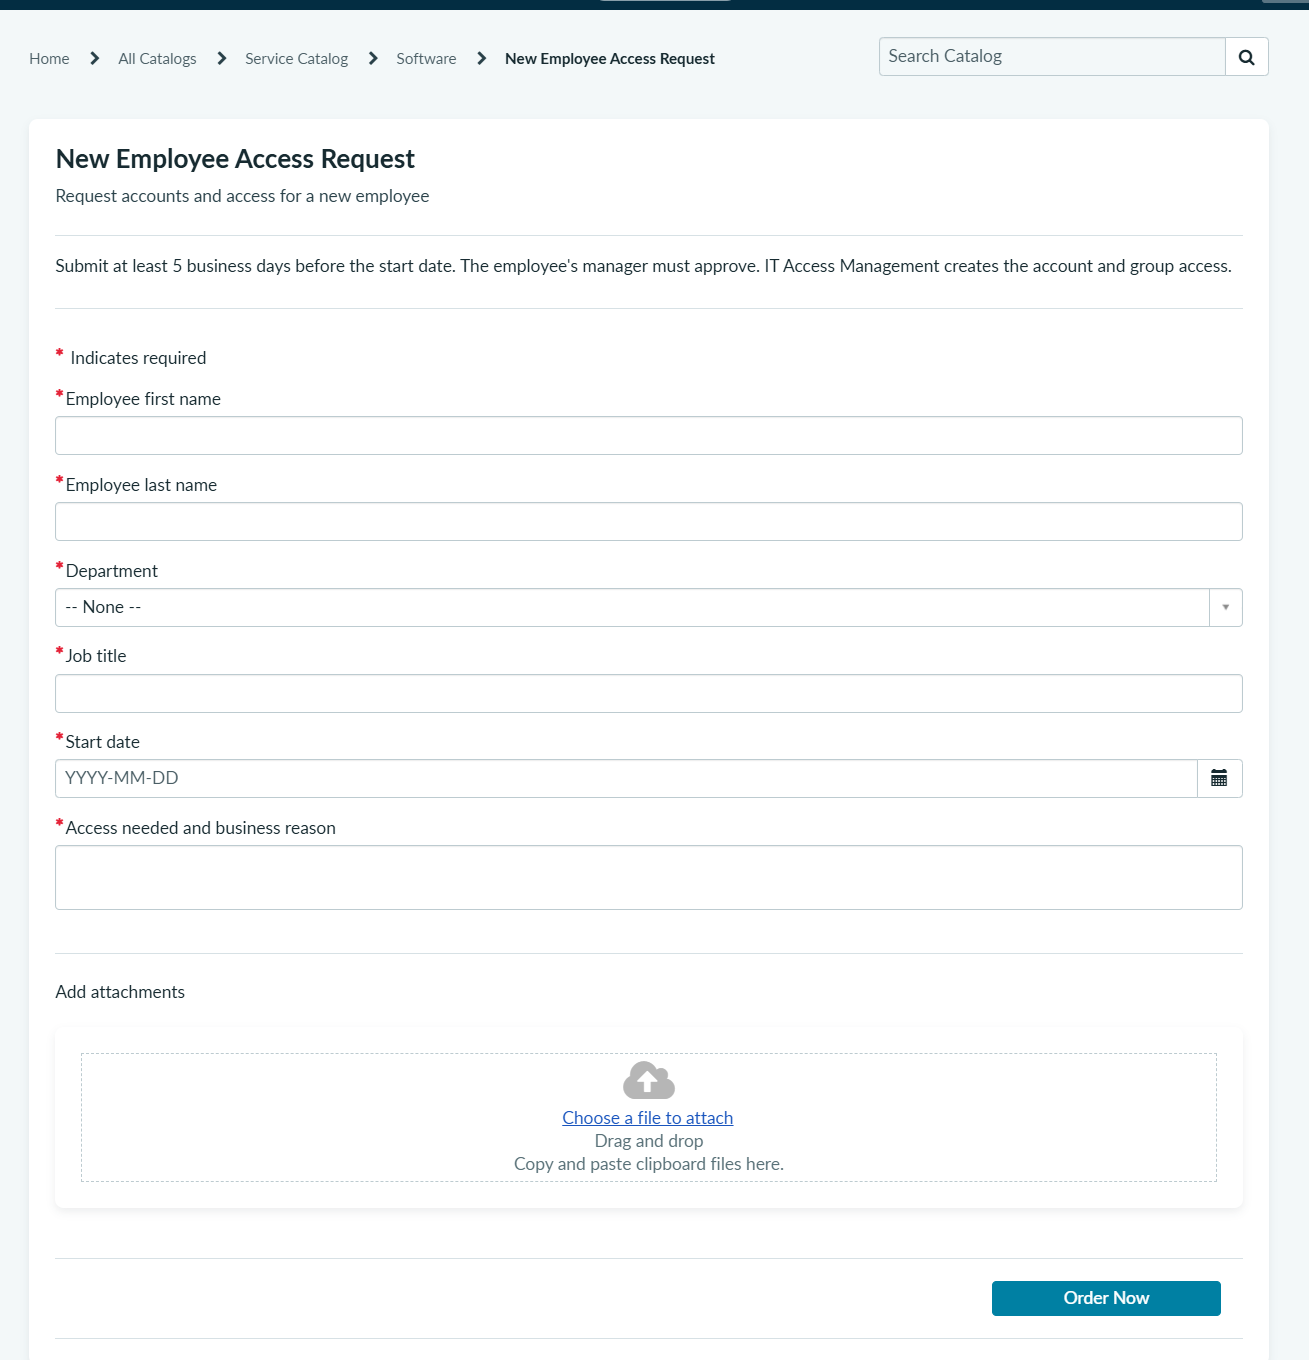 Home All Catalogs Service Catalog Software New Employee Access Request
Search Catalog
New Employee Access Request
Request accounts and access for a new employee
Submit at least 5 business days before the start date. The employee's manager must approve. IT Access Management creates the account and group access.
* Indicates required
*Employee first name
*Employee last name
*Department
-- None --
*Job title
*Start date
YYYY-MM-DD
*Access needed and business reason
Add attachments
Choose a file to attach
Drag and drop
Copy and paste clipboard files here.
Order Now